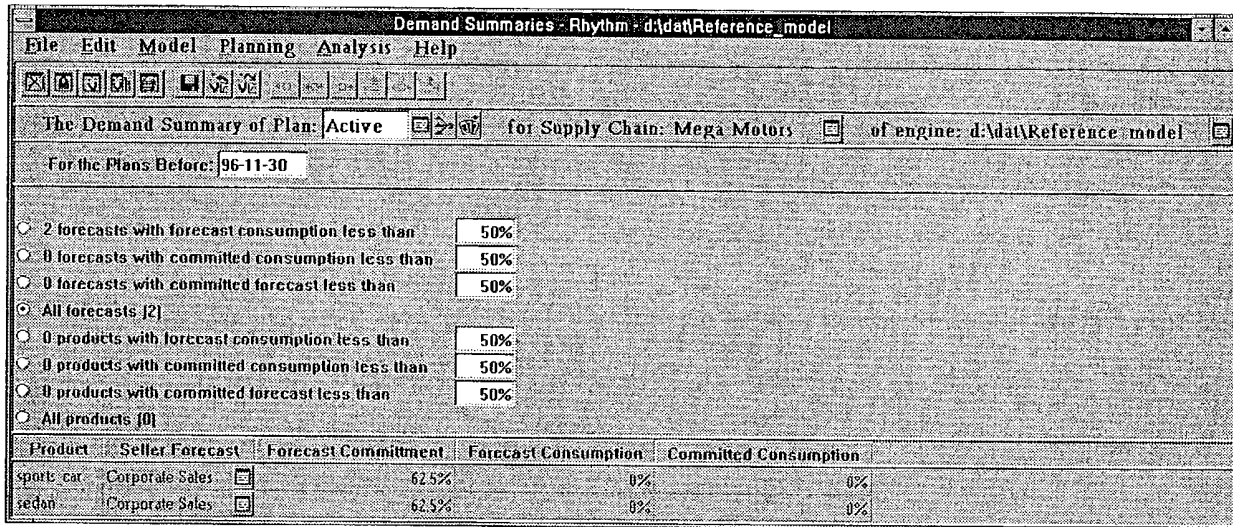 Demand Summaries - Rhythm - d:\dat\Reference_model
File Edit Model Planning Analysis Help
The Demand Summary of Plan: Active for Supply Chain: Mega Motors of engine: d:\dat\Reference model
For the Plans Before: 96-11-30
2 forecasts with forecast consumption less than 50%
0 forecasts with committed consumption less than 50%
0 forecasts with committed forecast less than 50%
All forecasts (2)
0 products with forecast consumption less than 50%
0 products with committed consumption less than 50%
0 products with committed forecast less than 50%
All products (0)
Product Seller Forecast Forecast Committment Forecast Consumption Committed Consumption
sports car Corporate Sales 62.5% 0% 0%
sedan Corporate Sales 62.5% 0% 0%